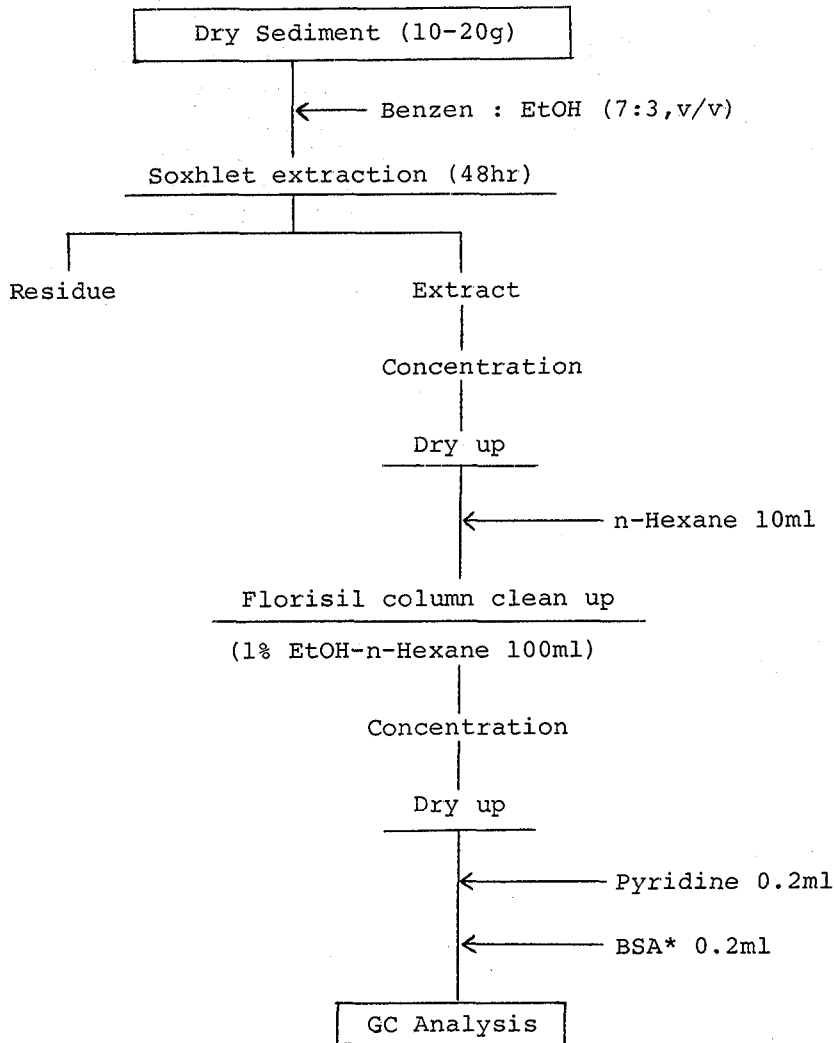 Dry Sediment (10-20g)
Benzen : EtOH (7:3,v/v)
Soxhlet extraction (48hr)
Residue
Extract
Concentration
Dry up
n-Hexane 10ml
Florisil column clean up
(1% EtOH-n-Hexane 100ml)
Concentration
Dry up
Pyridine 0.2ml
BSA* 0.2ml
GC Analysis